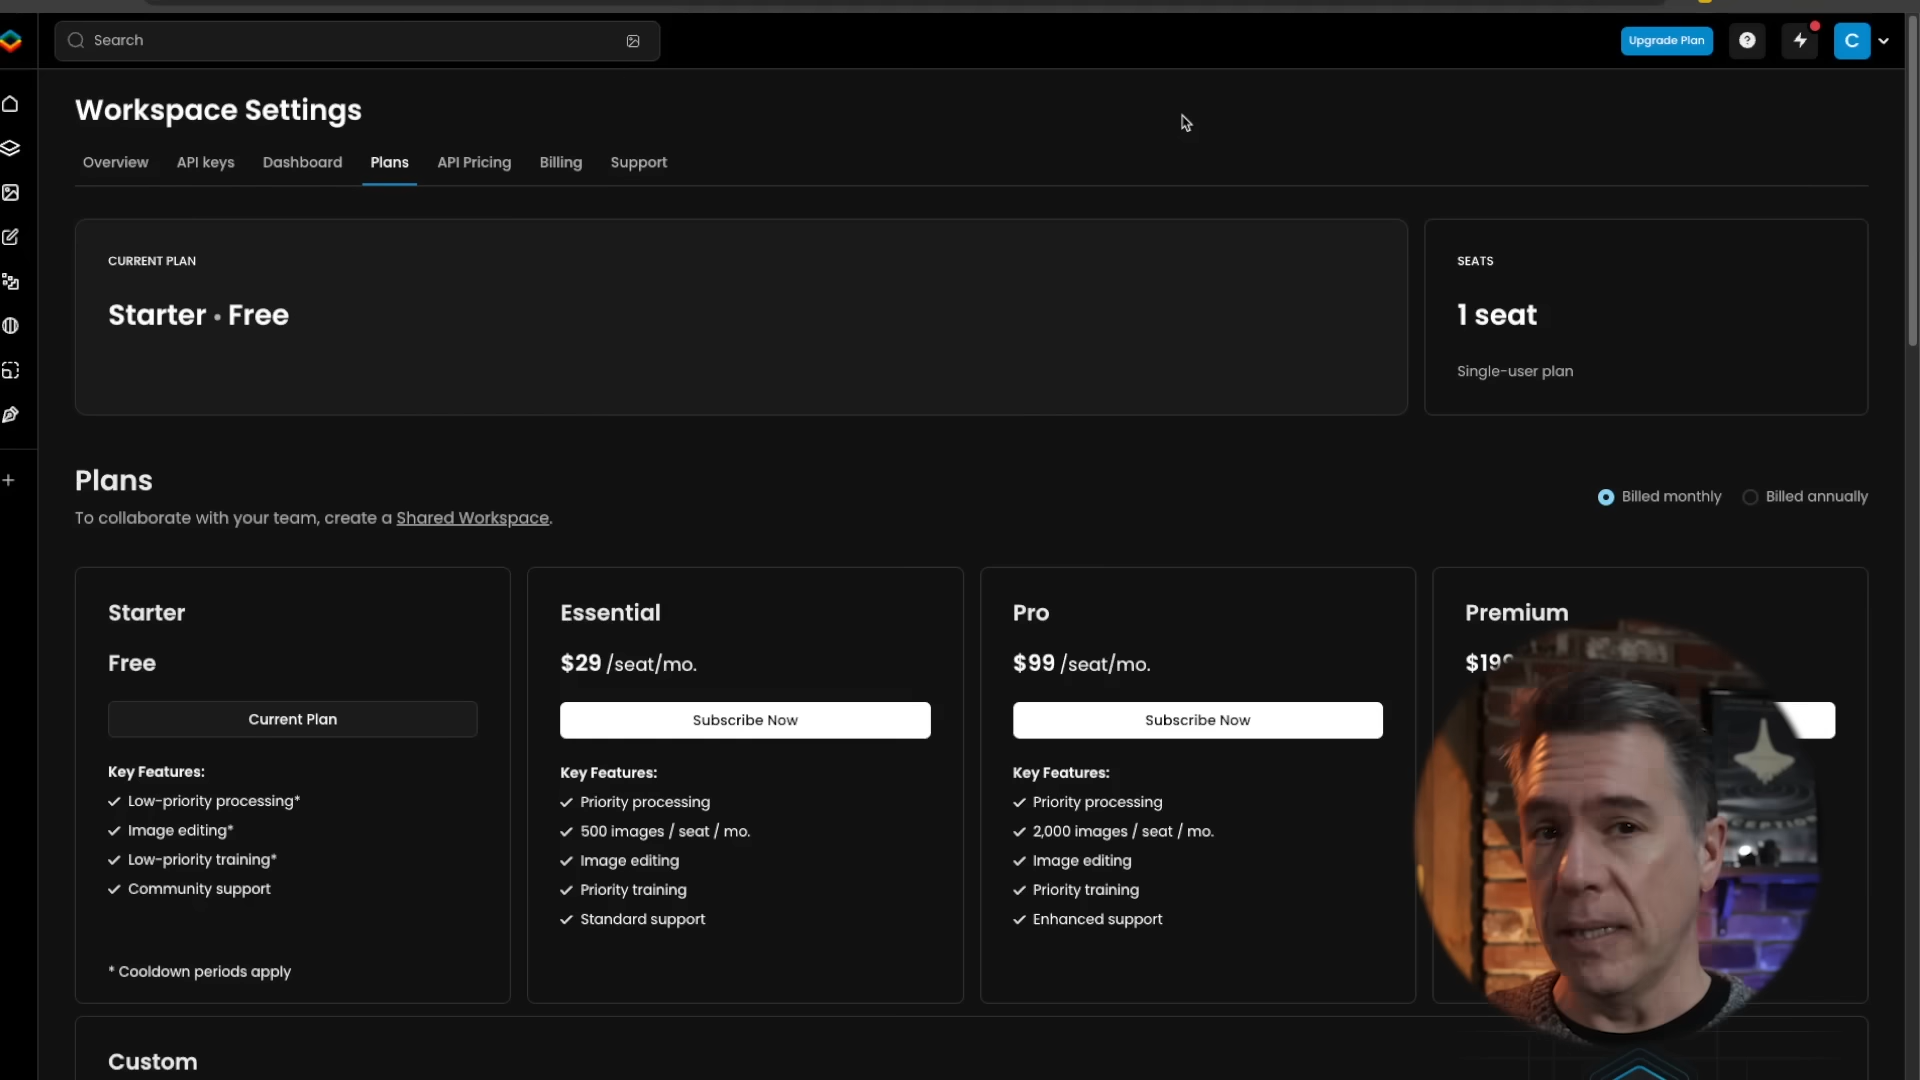 Search
Upgrade Plan
C
Workspace Settings
Overview
API keys
Dashboard
Plans
API Pricing
Billing
Support
CURRENT PLAN
Starter • Free
SEATS
1 seat
Single-user plan
Plans
To collaborate with your team, create a Shared Workspace.
Billed monthly
Billed annually
Starter
Free
Current Plan
Key Features:
Low-priority processing*
Image editing*
Low-priority training*
Community support
* Cooldown periods apply
Essential
$29 /seat/mo.
Subscribe Now
Key Features:
Priority processing
500 images / seat / mo.
Image editing
Priority training
Standard support
Pro
$99 /seat/mo.
Subscribe Now
Key Features:
Priority processing
2,000 images / seat / mo.
Image editing
Priority training
Enhanced support
Premium
Custom